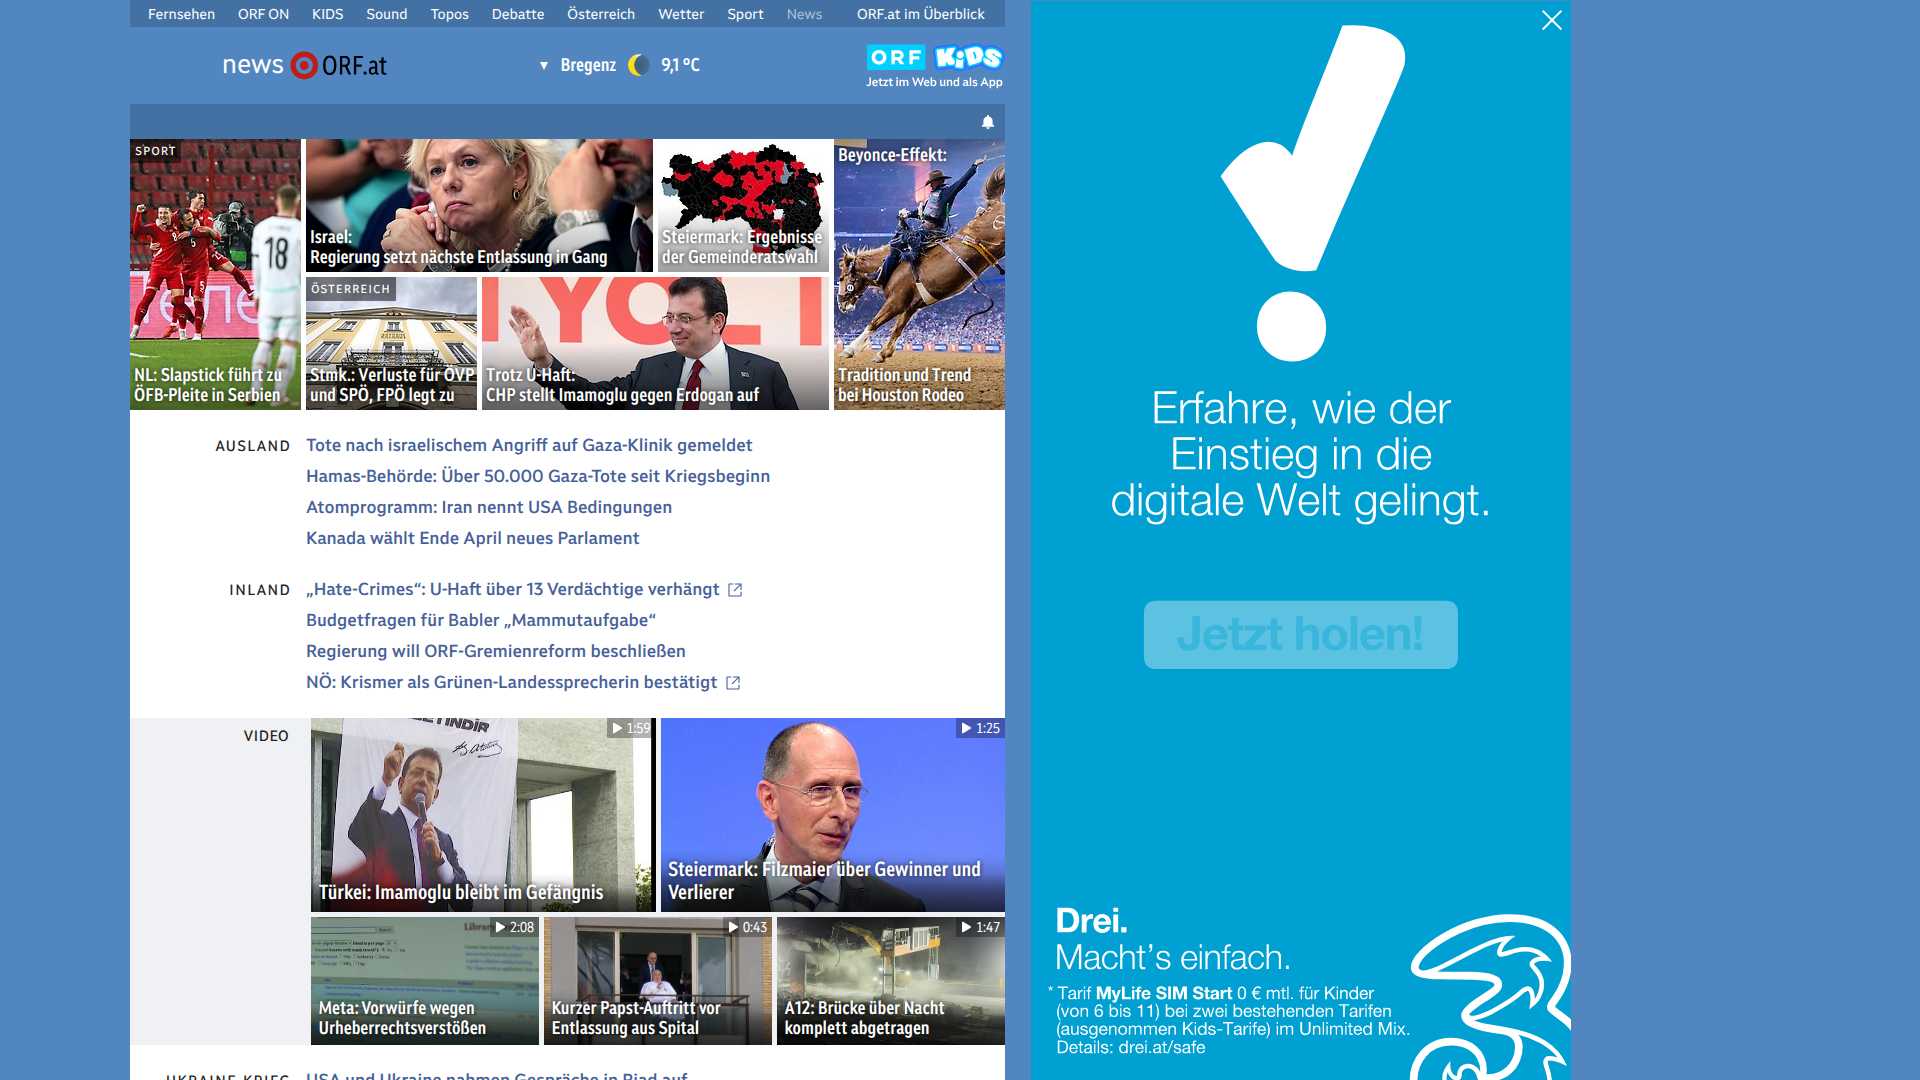 Fernsehen ORF ON KIDS Sound Topos Debatte Österreich Wetter Sport News ORF.at im Überblick
news ORF.at
Bregenz 9,1 °C
ORF KiDS
Jetzt im Web und als App
SPORT
NL: Slapstick führt zu
ÖFB-Pleite in Serbien
18
Israel:
Regierung setzt nächste Entlassung in Gang
Steiermark: Ergebnisse
der Gemeinderatswahl
Beyonce-Effekt:
Tradition und Trend
bei Houston Rodeo
ÖSTERREICH
Stmk.: Verluste für ÖVP
und SPÖ, FPÖ legt zu
Trotz U-Haft:
CHP stellt Imamoglu gegen Erdogan auf
AUSLAND
Tote nach israelischem Angriff auf Gaza-Klinik gemeldet
Hamas-Behörde: Über 50.000 Gaza-Tote seit Kriegsbeginn
Atomprogramm: Iran nennt USA Bedingungen
Kanada wählt Ende April neues Parlament
INLAND
„Hate-Crimes“: U-Haft über 13 Verdächtige verhängt
Budgetfragen für Babler „Mammutaufgabe“
Regierung will ORF-Gremienreform beschließen
NÖ: Krismer als Grünen-Landessprecherin bestätigt
VIDEO
1:59
Türkei: Imamoglu bleibt im Gefängnis
1:25
Steiermark: Filzmaier über Gewinner und
Verlierer
2:08
Meta: Vorwürfe wegen
Urheberrechtsverstößen
0:43
Kurzer Papst-Auftritt vor
Entlassung aus Spital
1:47
A12: Brücke über Nacht
komplett abgetragen
UKRAINE-KRIEG
USA und Ukraine nahmen Gespräche in Riad auf
Erfahre, wie der
Einstieg in die
digitale Welt gelingt.
Jetzt holen!
Drei.
Macht’s einfach.
* Tarif MyLife SIM Start 0 € mtl. für Kinder
(von 6 bis 11) bei zwei bestehenden Tarifen
(ausgenommen Kids-Tarife) im Unlimited Mix.
Details: drei.at/safe